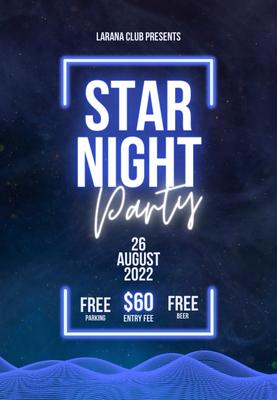 LARANA CLUB PRESENTS
STAR
NIGHT
Party
26
AUGUST
2022
FREE $60 FREE
PARKING ENTRY FEE BEER